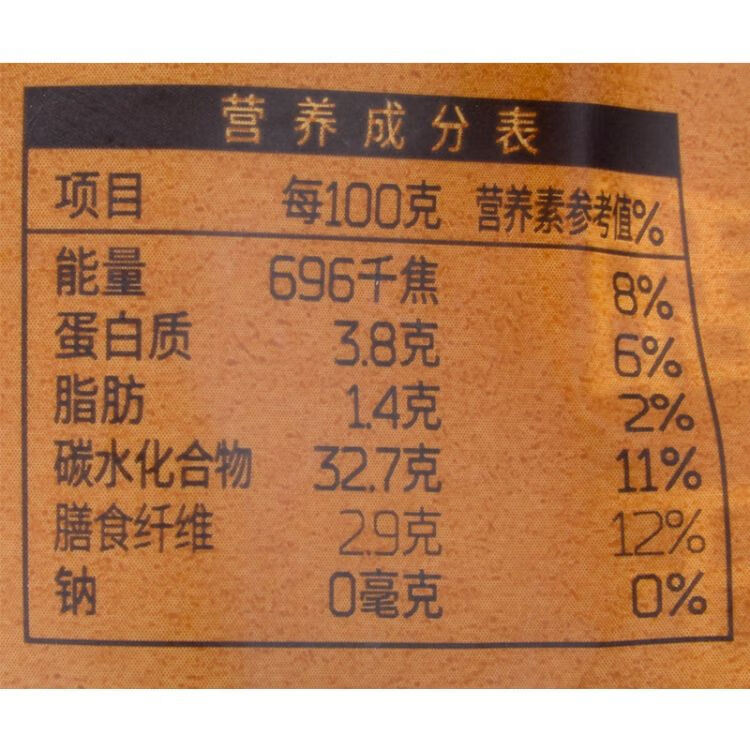 营养成分表
项目 每100克 营养素参考值%
能量 696千焦 8%
蛋白质 3.8克 6%
脂肪 1.4克 2%
碳水化合物 32.7克 11%
膳食纤维 2.9克 12%
钠 0毫克 0%